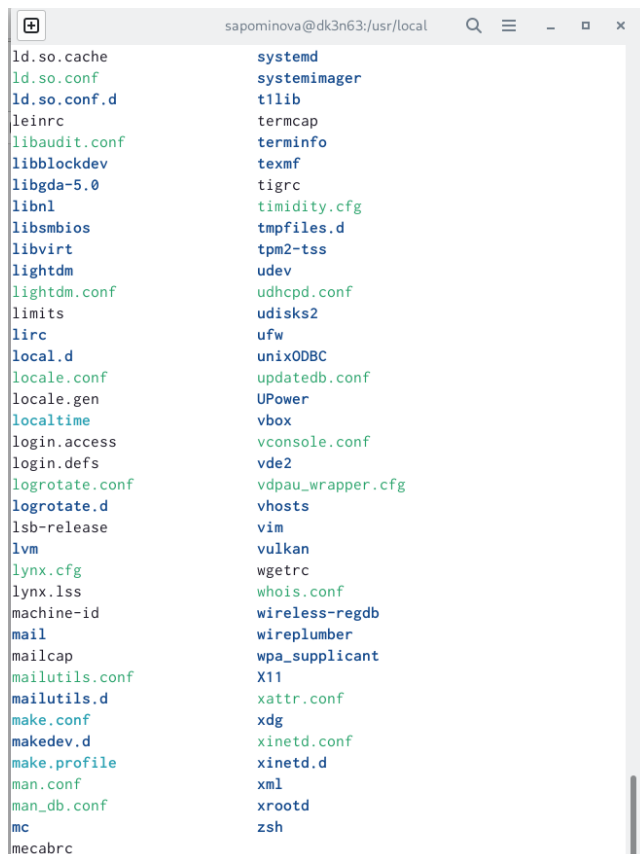 sapominova@dk3n63:/usr/local
ld.so.cache systemd
ld.so.conf systemimager
ld.so.conf.d t1lib
leinrc termcap
libaudit.conf terminfo
libblockdev texmf
libgda-5.0 tigrc
libnl timidity.cfg
libsmbios tmpfiles.d
libvirt tpm2-tss
lightdm udev
lightdm.conf udhcpd.conf
limits udisks2
lirc ufw
local.d unixODBC
locale.conf updatedb.conf
locale.gen UPower
localtime vbox
login.access vconsole.conf
login.defs vde2
logrotate.conf vdpau_wrapper.cfg
logrotate.d vhosts
lsb-release vim
lvm vulkan
lynx.cfg wgetrc
lynx.lss whois.conf
machine-id wireless-regdb
mail wireplumber
mailcap wpa_supplicant
mailutils.conf X11
mailutils.d xattr.conf
make.conf xdg
makedev.d xinetd.conf
make.profile xinetd.d
man.conf xml
man_db.conf xrootd
mc zsh
mecabrc